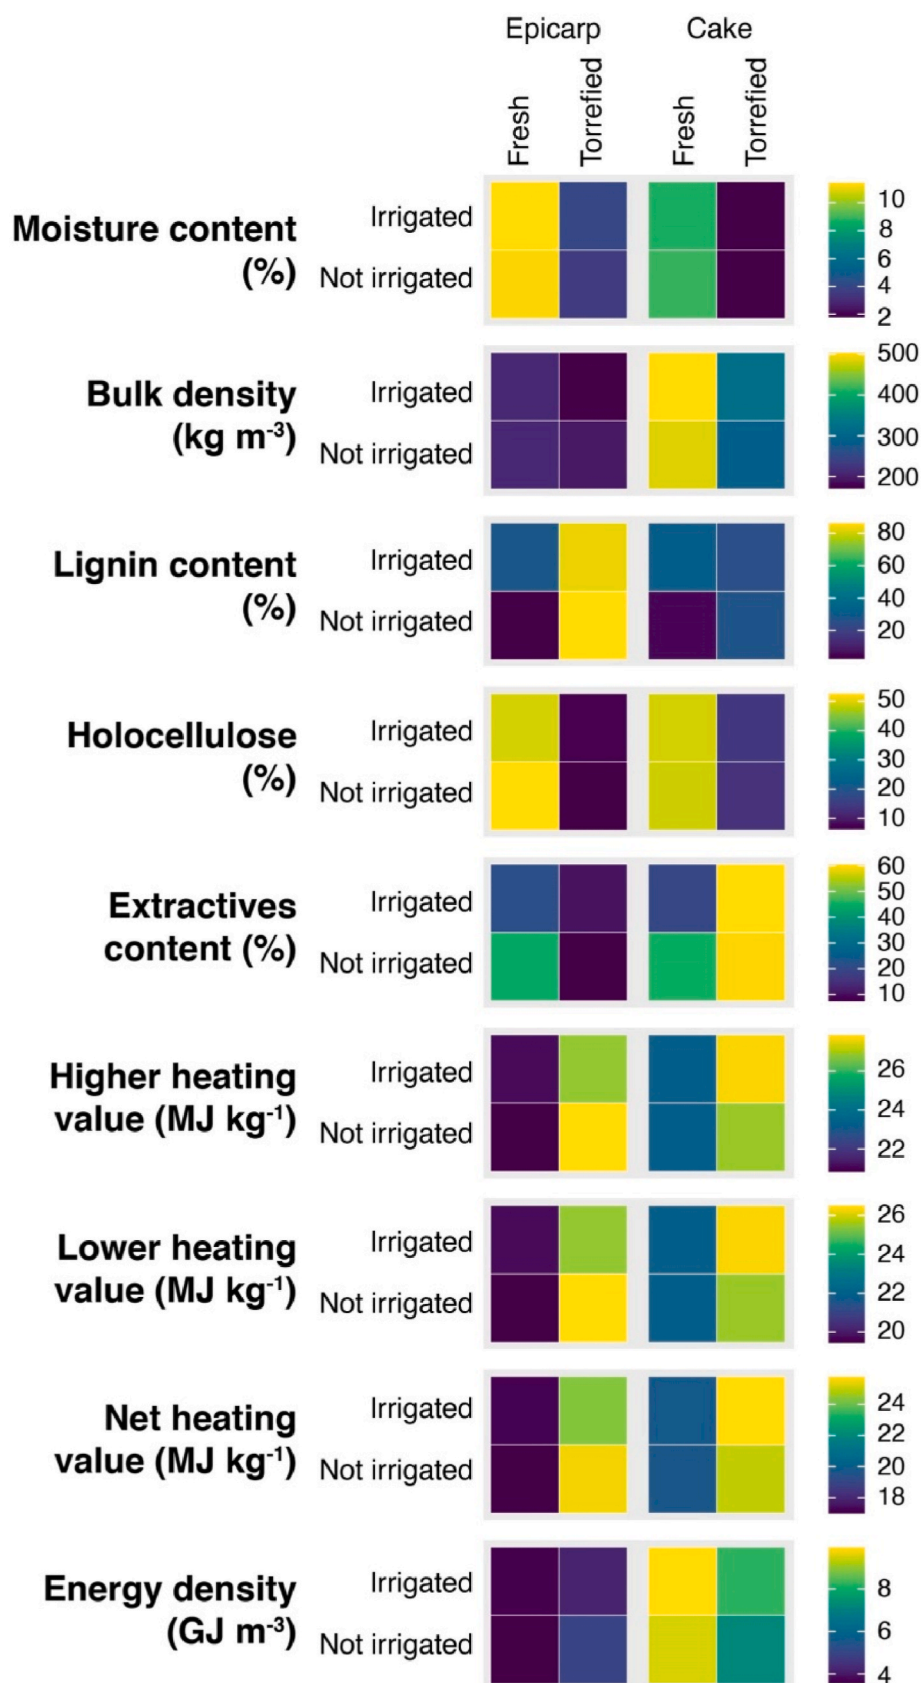 Epicarp Cake
Fresh Torrefied Fresh Torrefied
Moisture content
(%)
Irrigated
Not irrigated
10
8
6
4
2
Bulk density
(kg m⁻³)
Irrigated
Not irrigated
500
400
300
200
Lignin content
(%)
Irrigated
Not irrigated
80
60
40
20
Holocellulose
(%)
Irrigated
Not irrigated
50
40
30
20
10
Extractives
content (%)
Irrigated
Not irrigated
60
50
40
30
20
10
Higher heating
value (MJ kg⁻¹)
Irrigated
Not irrigated
26
24
22
Lower heating
value (MJ kg⁻¹)
Irrigated
Not irrigated
26
24
22
20
Net heating
value (MJ kg⁻¹)
Irrigated
Not irrigated
24
22
20
18
Energy density
(GJ m⁻³)
Irrigated
Not irrigated
8
6
4